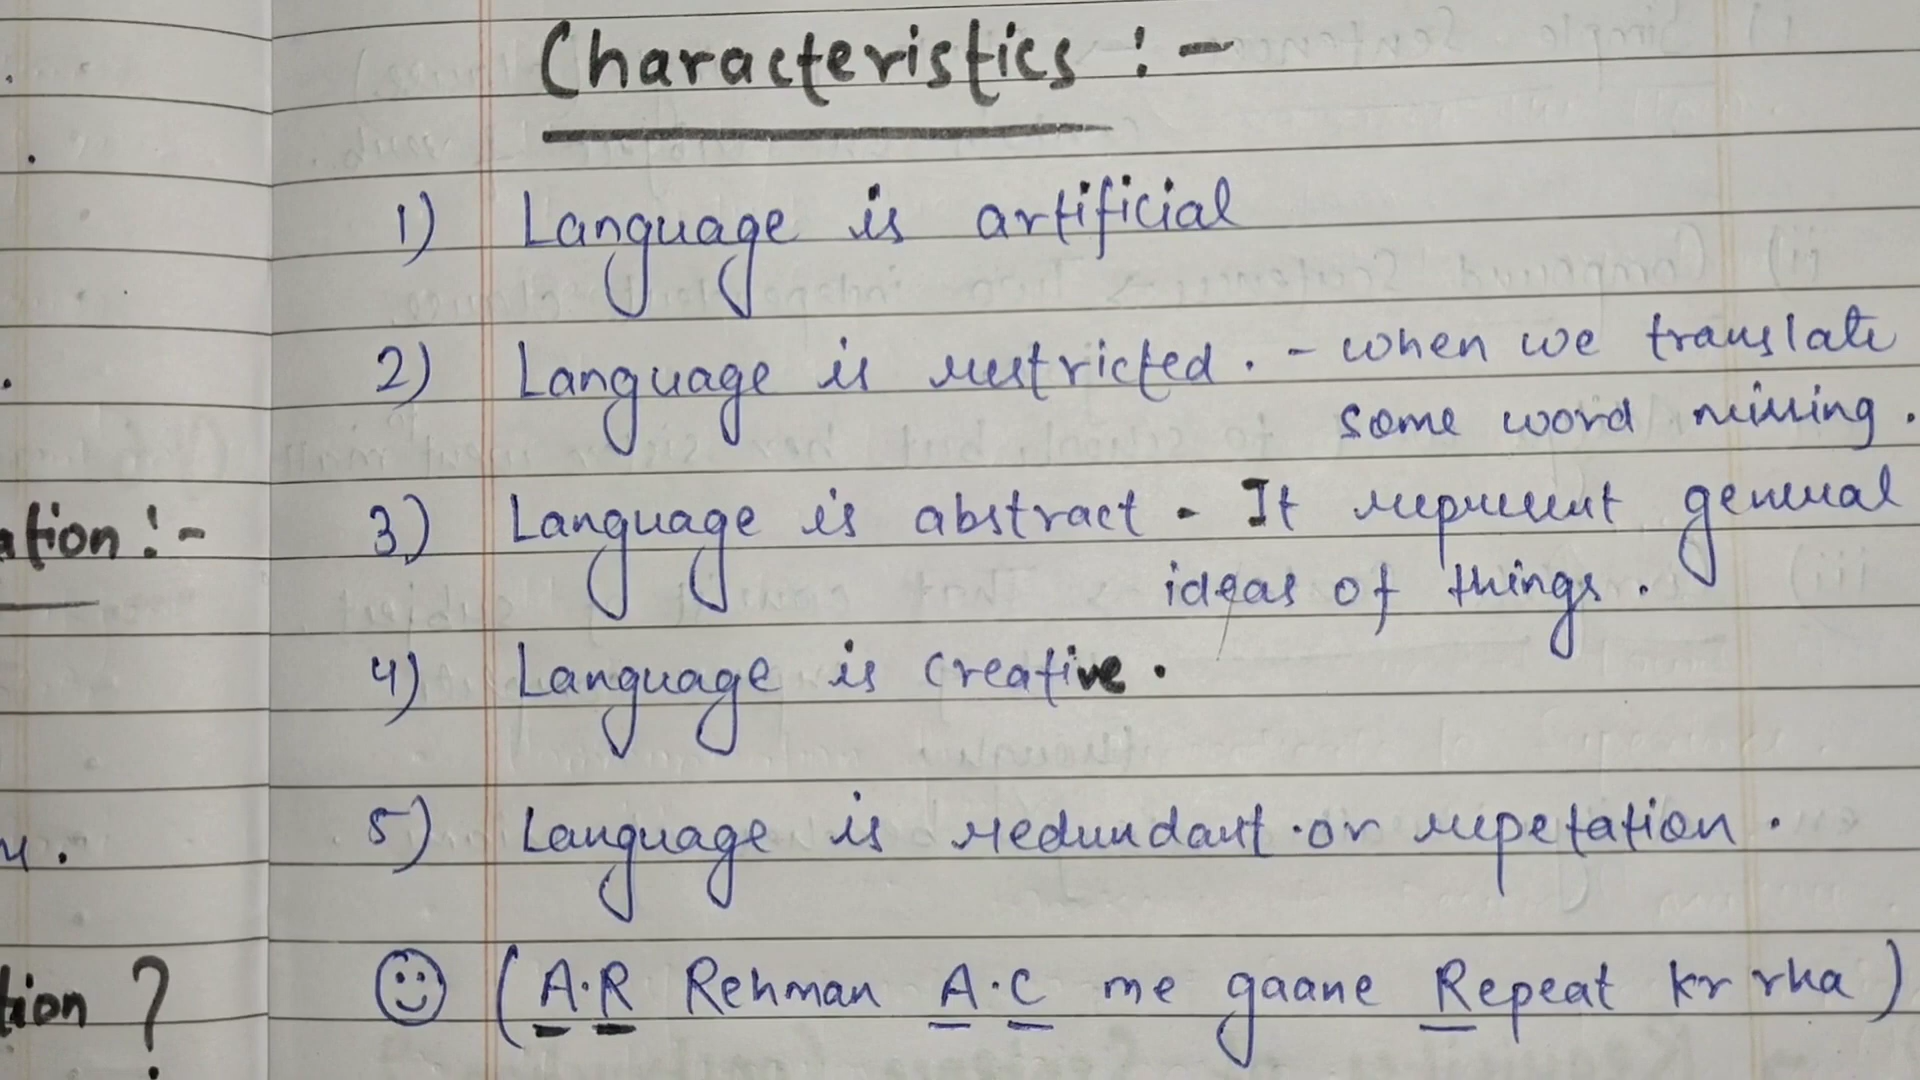 Characteristics :-
1) Language is artificial
2) Language is restricted. - when we translate
some word missing.
ation :-
3) Language is abstract - It represent general
ideas of things.
4) Language is creative.
5) Language is redundant or repetation.
tion ?
(A.R Rehman A.C me gaane Repeat kr rha)